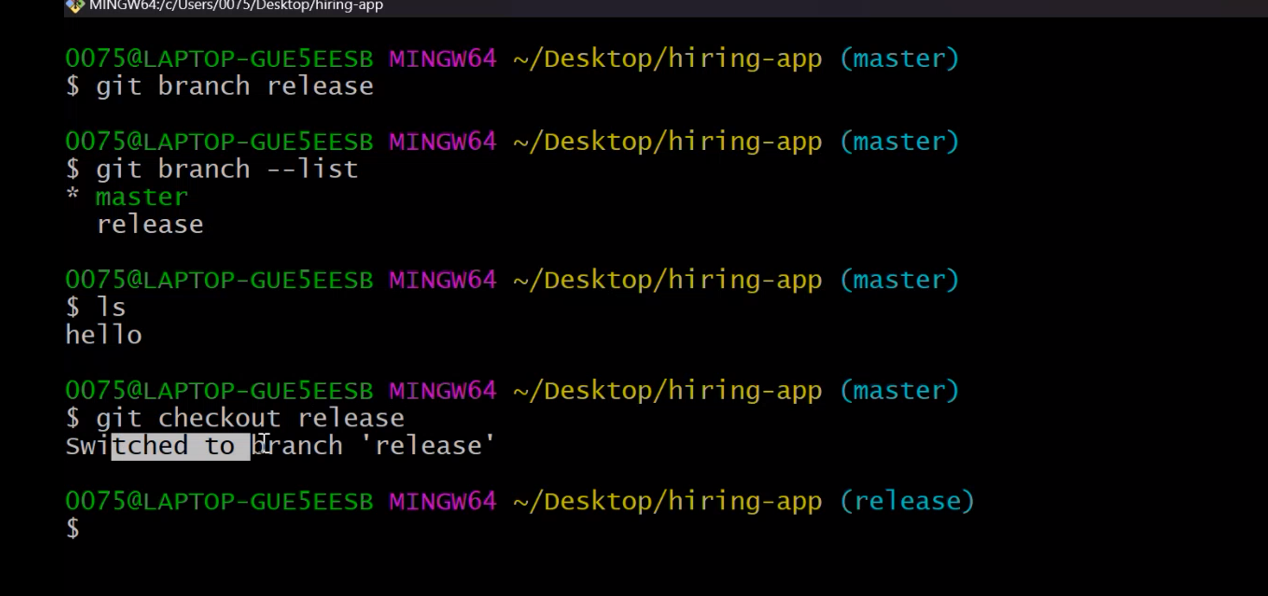 MINGW64:/c/Users/0075/Desktop/hiring-app
0075@LAPTOP-GUE5EESB MINGW64 ~/Desktop/hiring-app (master)
$ git branch release
0075@LAPTOP-GUE5EESB MINGW64 ~/Desktop/hiring-app (master)
$ git branch --list
* master
release
0075@LAPTOP-GUE5EESB MINGW64 ~/Desktop/hiring-app (master)
$ ls
hello
0075@LAPTOP-GUE5EESB MINGW64 ~/Desktop/hiring-app (master)
$ git checkout release
Switched to branch 'release'
0075@LAPTOP-GUE5EESB MINGW64 ~/Desktop/hiring-app (release)
$